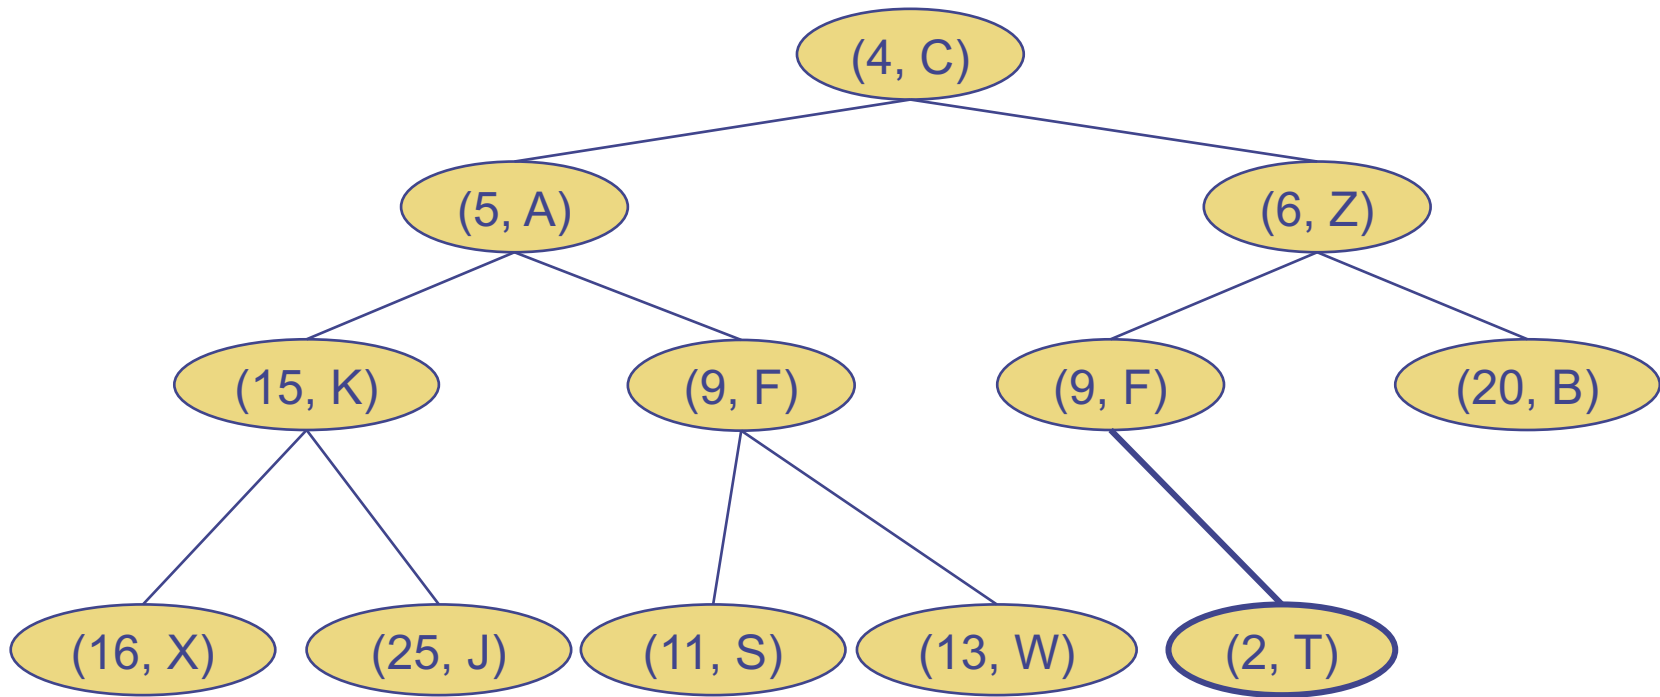 (4, C)
(5, A)
(6, Z)
(15, K)
(9, F)
(9, F)
(20, B)
(16, X)
(25, J)
(11, S)
(13, W)
(2, T)